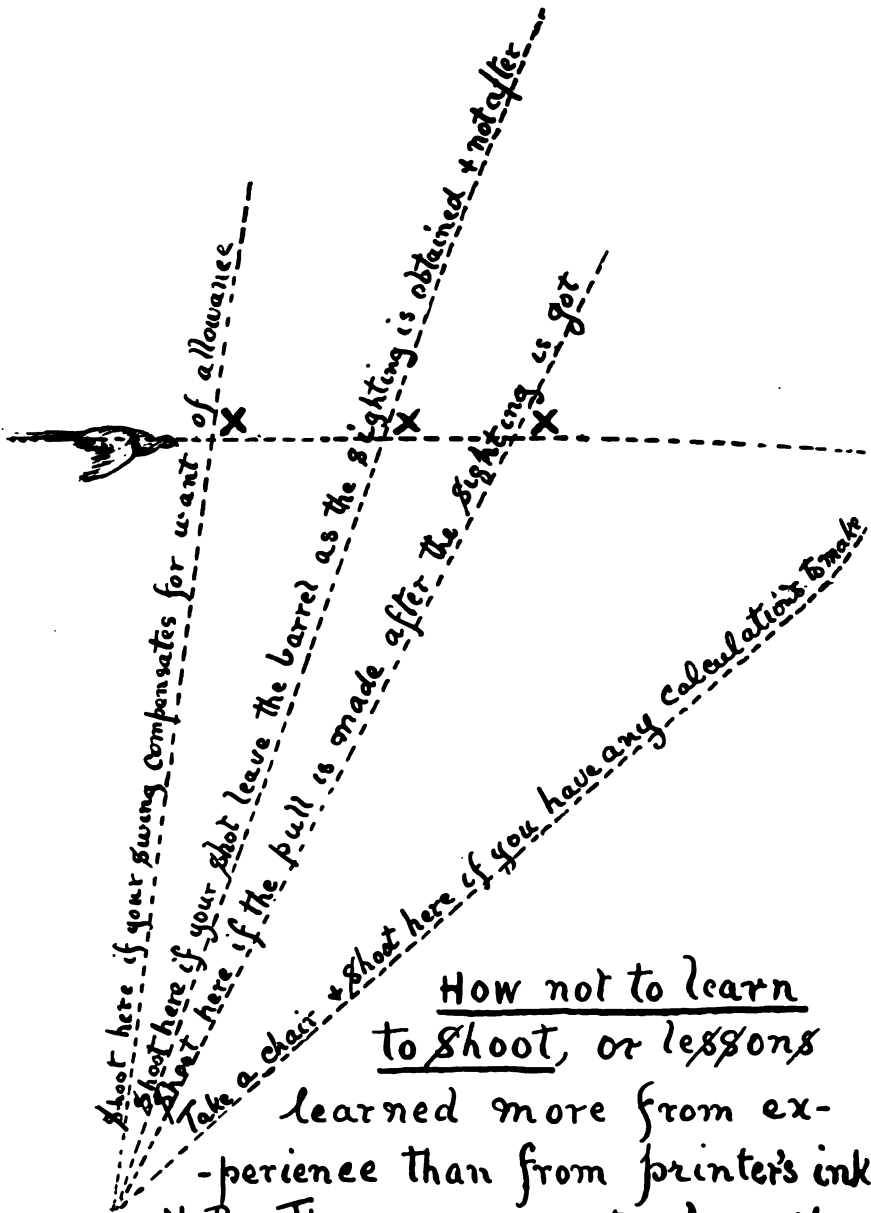 Shoot here if your swing compensates for want of allowance
Shoot here if your shot leave the barrel as the sighting is obtained + not after
Shoot here if the pull is made after the sighting is got
Take a chair + shoot here if you have any calculations to make
How not to learn
to shoot, or lessons
learned more from ex-
-perience than from printer's ink